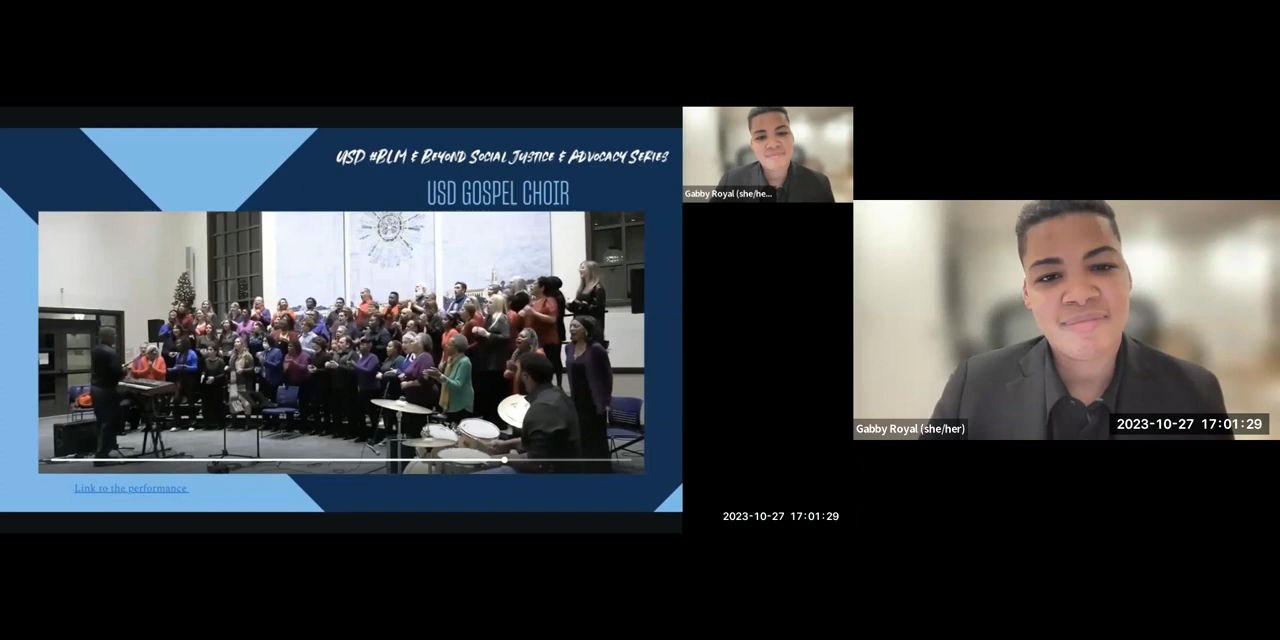 USD #BLM & BEYOND SOCIAL JUSTICE & ADVOCACY SERIES
USD GOSPEL CHOIR
Link to the performance
Gabby Royal (she/he...
Gabby Royal (she/her)
2023-10-27 17:01:29
2023-10-27 17:01:29